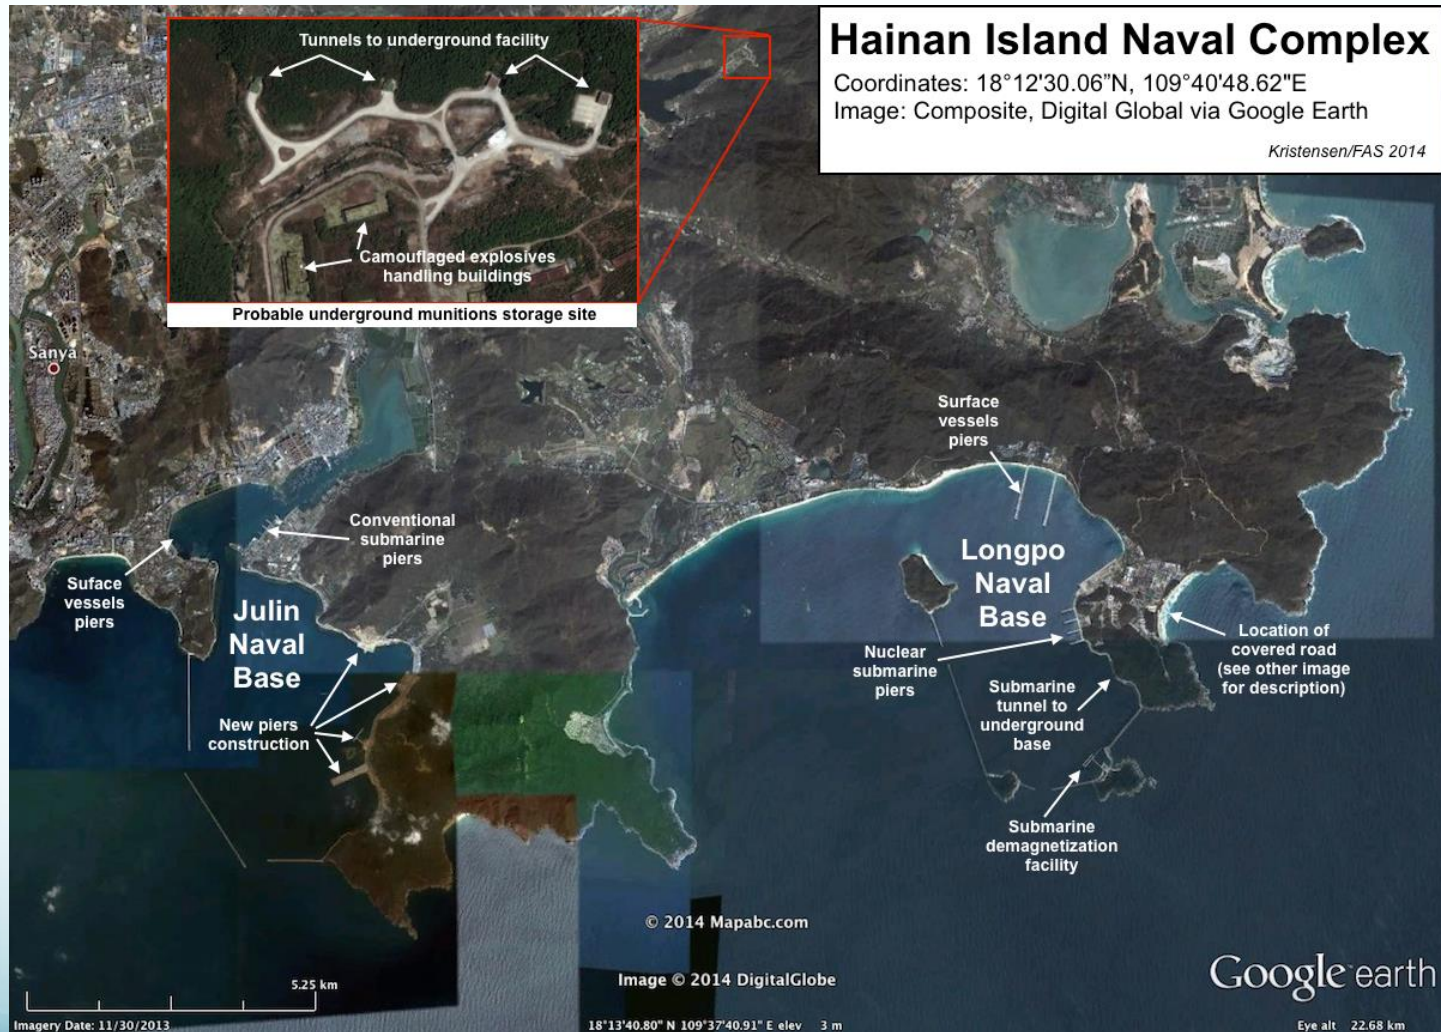 Hainan Island Naval Complex
Coordinates: 18°12'30.06”N, 109°40'48.62"E
Image: Composite, Digital Global via Google Earth
Kristensen/FAS 2014
Tunnels to underground facility
Camouflaged explosives
handling buildings
Probable underground munitions storage site
Sanya
Surface
vessels
piers
Conventional
submarine
piers
Longpo
Naval
Base
Suface
vessels
piers
Julin
Naval
Base
Nuclear
submarine
piers
Location of
covered road
(see other image
for description)
Submarine
tunnel to
underground
base
New piers
construction
Submarine
demagnetization
facility
© 2014 Mapabc.com
Image © 2014 DigitalGlobe
Google earth
5.25 km
Imagery Date: 11/30/2013
18°13'40.80" N 109°37'40.91" E elev 3 m
Eye alt 22.68 km